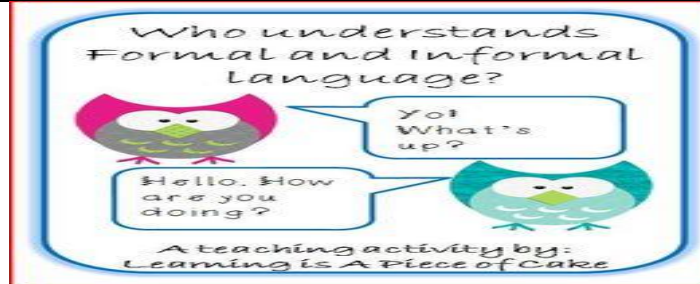 Who understands
Formal and Informal
Language?
Yo!
What's
up?
Hello. How
are you
doing?
A teaching activity by:
Learning is A Piece of Cake